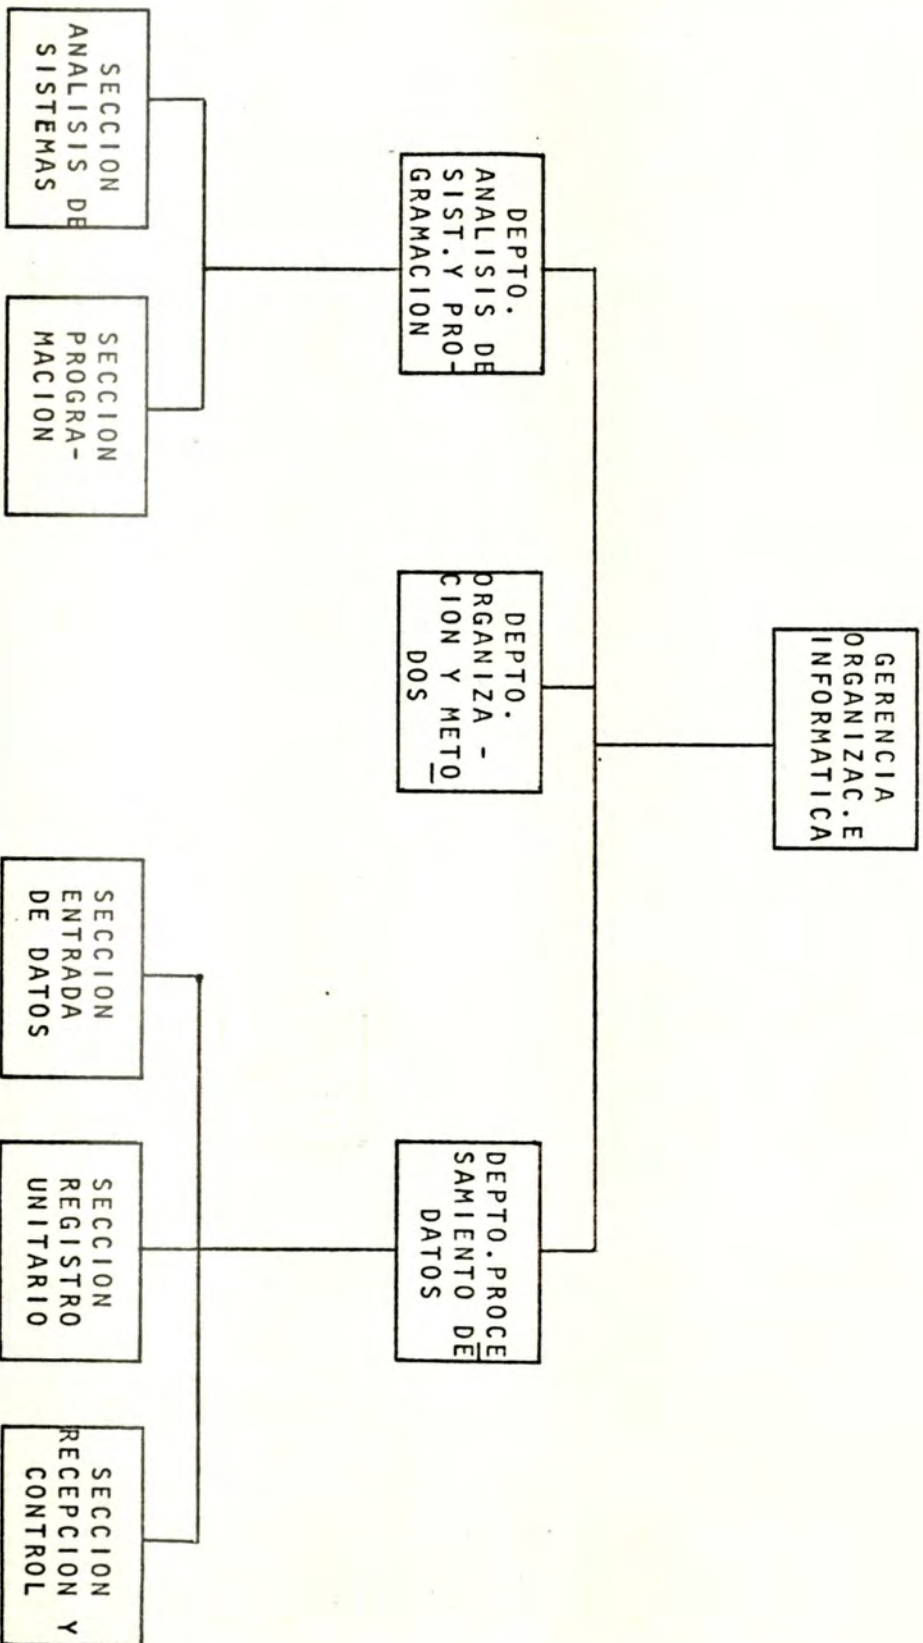 GERENCIA
ORGANIZAC.E
INFORMATICA
DEPTO.
ANALISIS DE
SIST.Y PRO-
GRAMACION
DEPTO.
ORGANIZA -
CION Y METO
DOS
DEPTO.PROCE
SAMIENTO DE
DATOS
SECCION
ANALISIS DE
SISTEMAS
SECCION
PROGRA-
MACION
SECCION
ENTRADA
DE DATOS
SECCION
REGISTRO
UNITARIO
SECCION
RECEPCION Y
CONTROL